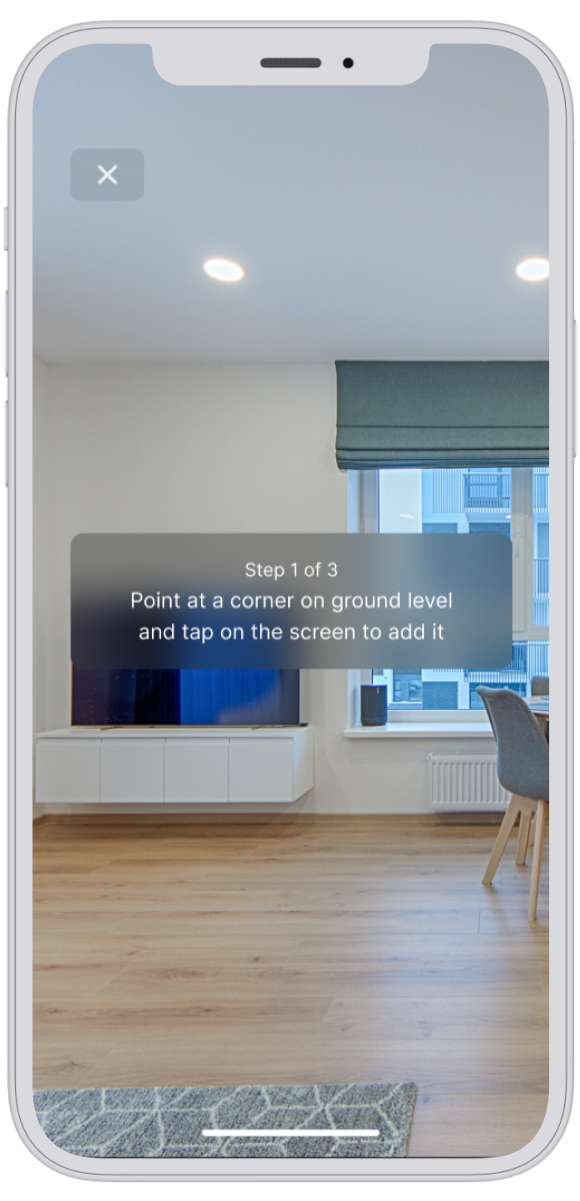 Step 1 of 3
Point at a corner on ground level
and tap on the screen to add it